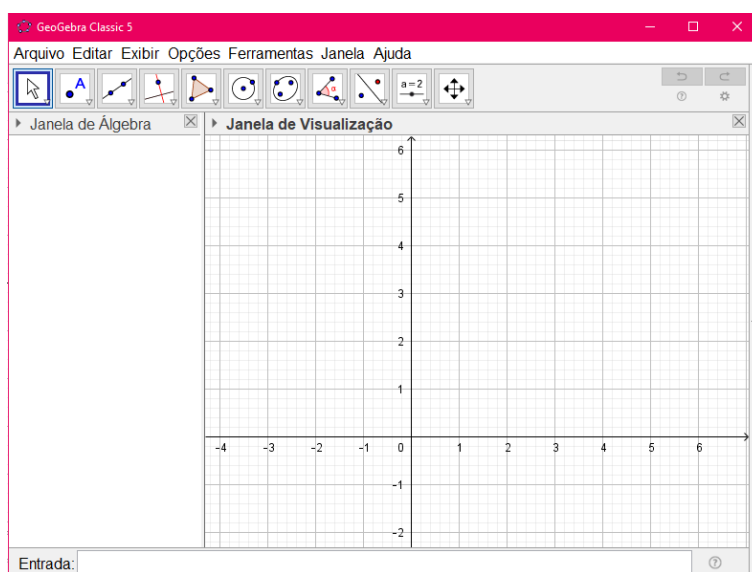 GeoGebra Classic 5
Arquivo Editar Exibir Opções Ferramentas Janela Ajuda
A
α
a=2
Janela de Álgebra
Janela de Visualização
6
5
4
3
2
1
-4 -3 -2 -1 0 1 2 3 4 5 6
-1
-2
Entrada: